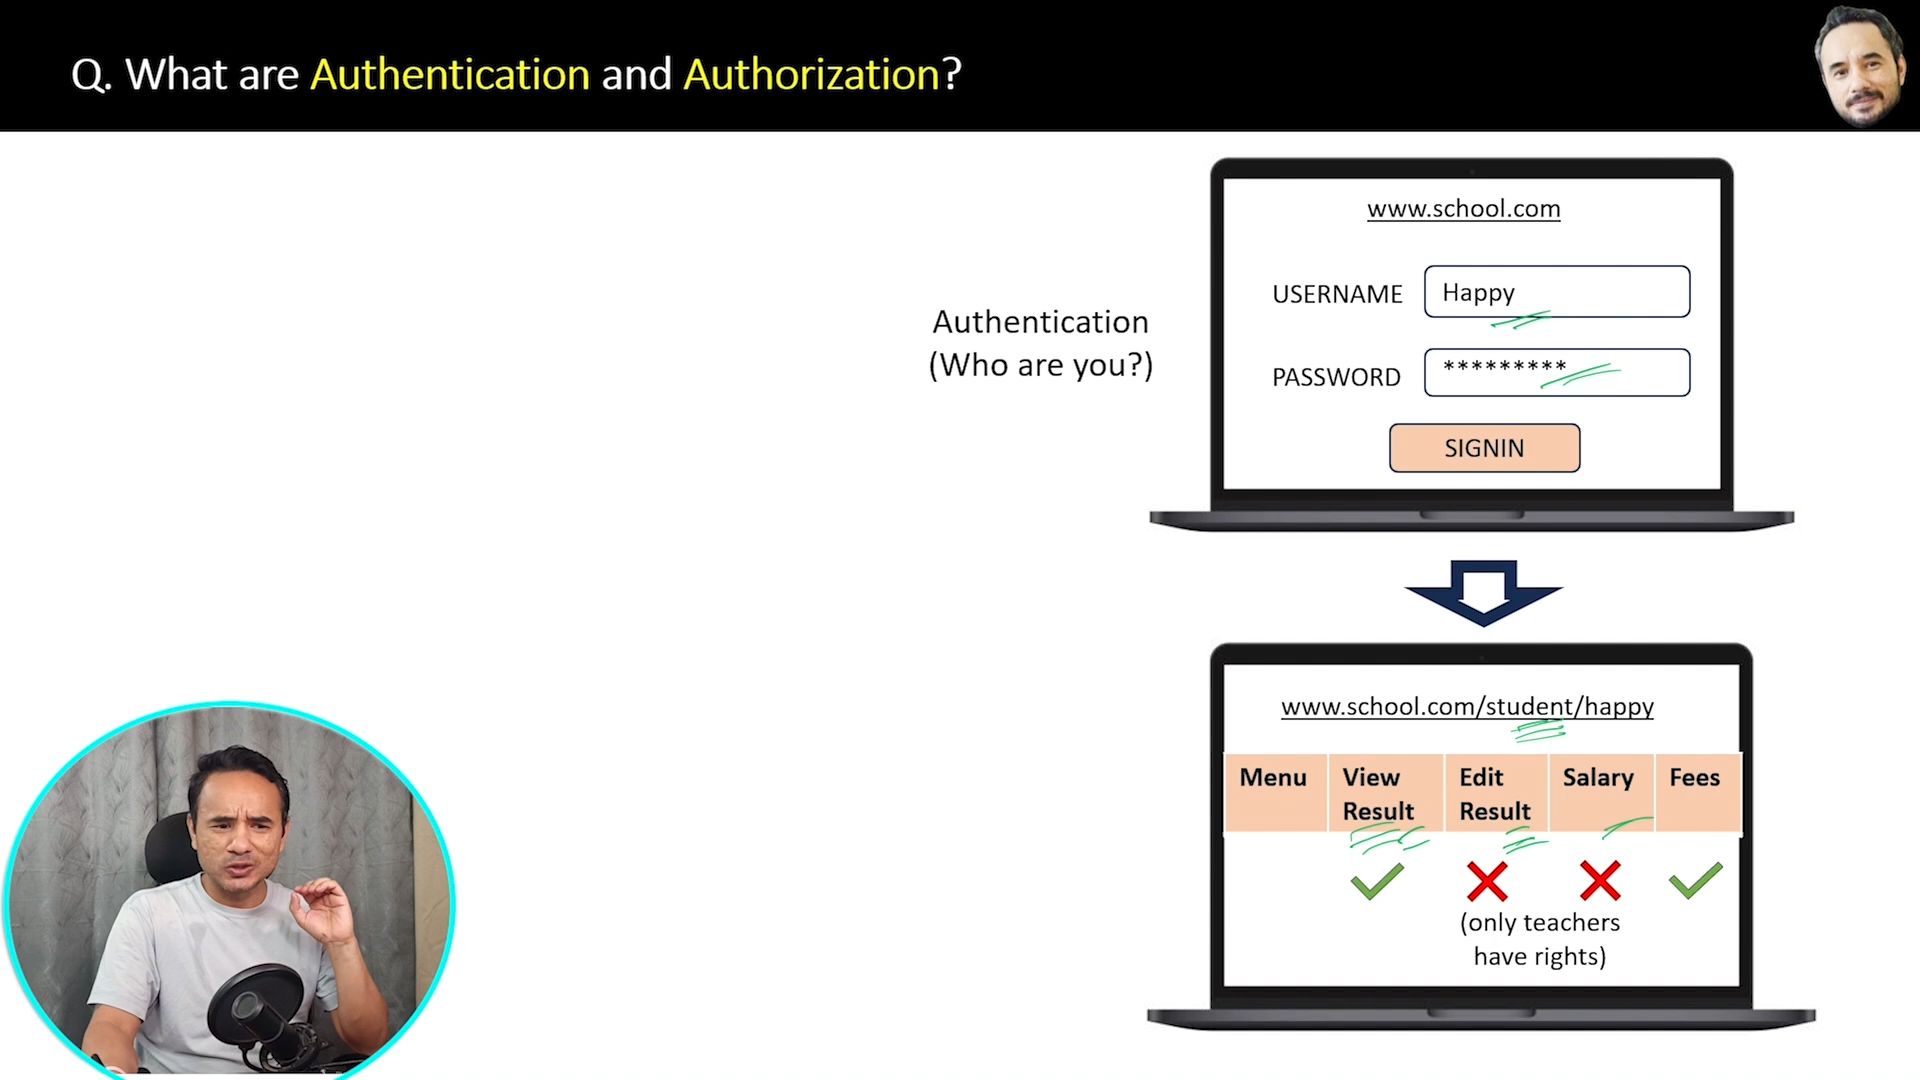 Q. What are Authentication and Authorization?
www.school.com
USERNAME Happy
Authentication
(Who are you?)
PASSWORD *********
SIGNIN
www.school.com/student/happy
Menu View Result Edit Result Salary Fees
(only teachers
have rights)